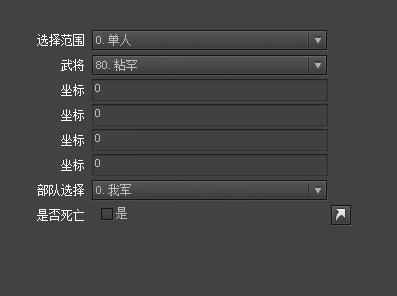 选择范围 0. 单人
武将 80. 粘罕
坐标 0
坐标 0
坐标 0
坐标 0
部队选择 0. 我军
是否死亡 是